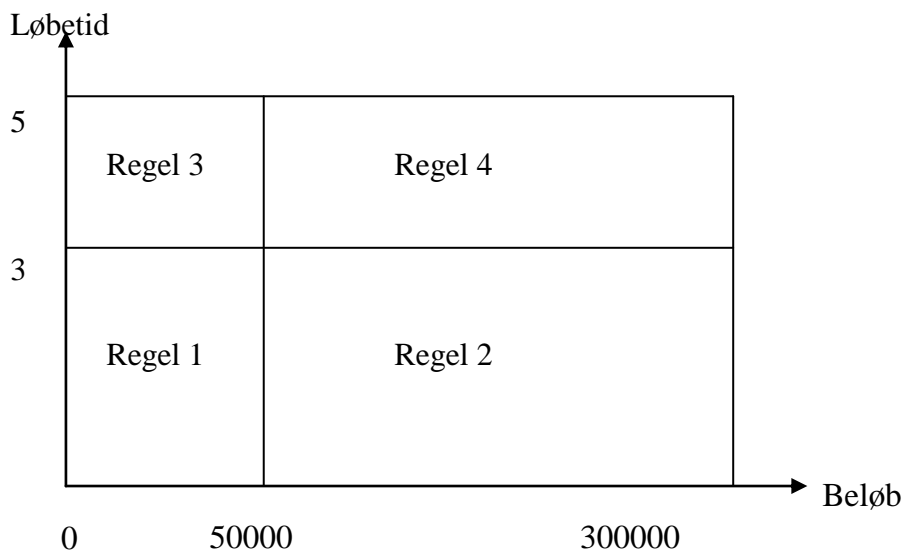 Løbetid
5
Regel 3 Regel 4
3
Regel 1 Regel 2
Beløb
0 50000 300000